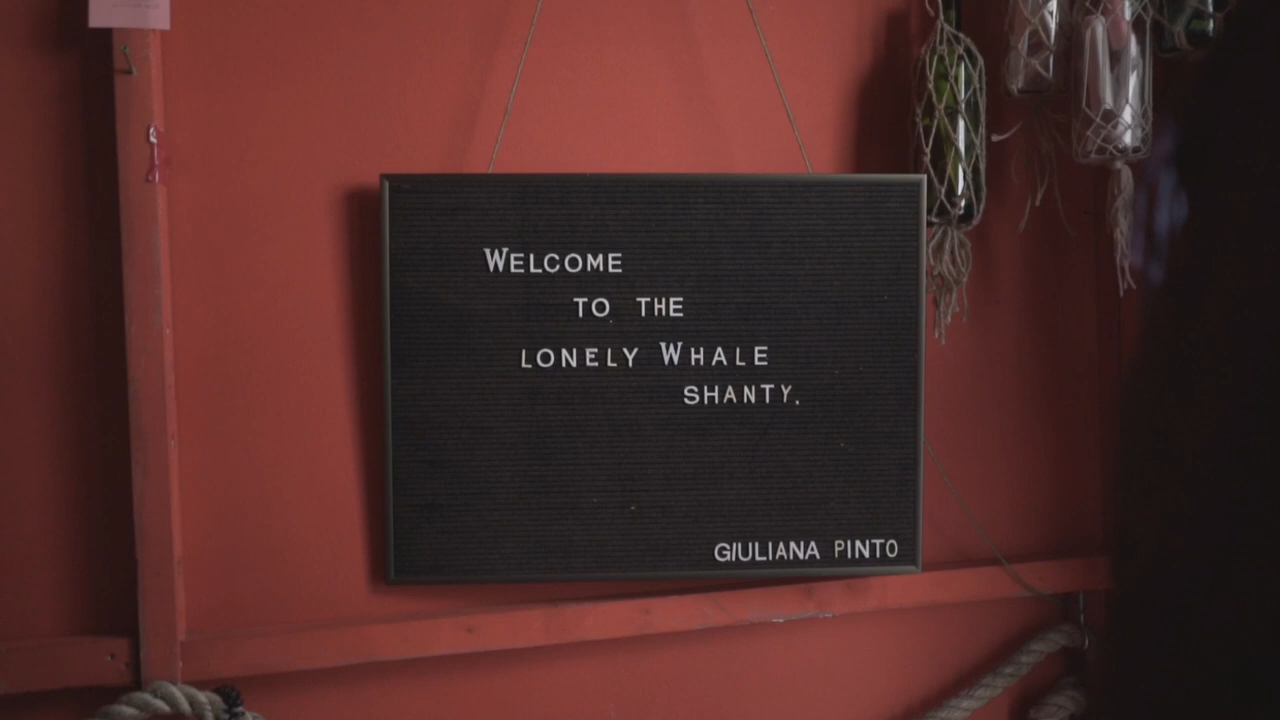 Welcome
TO THE
LONELY WHALE
SHANTY.
GIULIANA PINTO